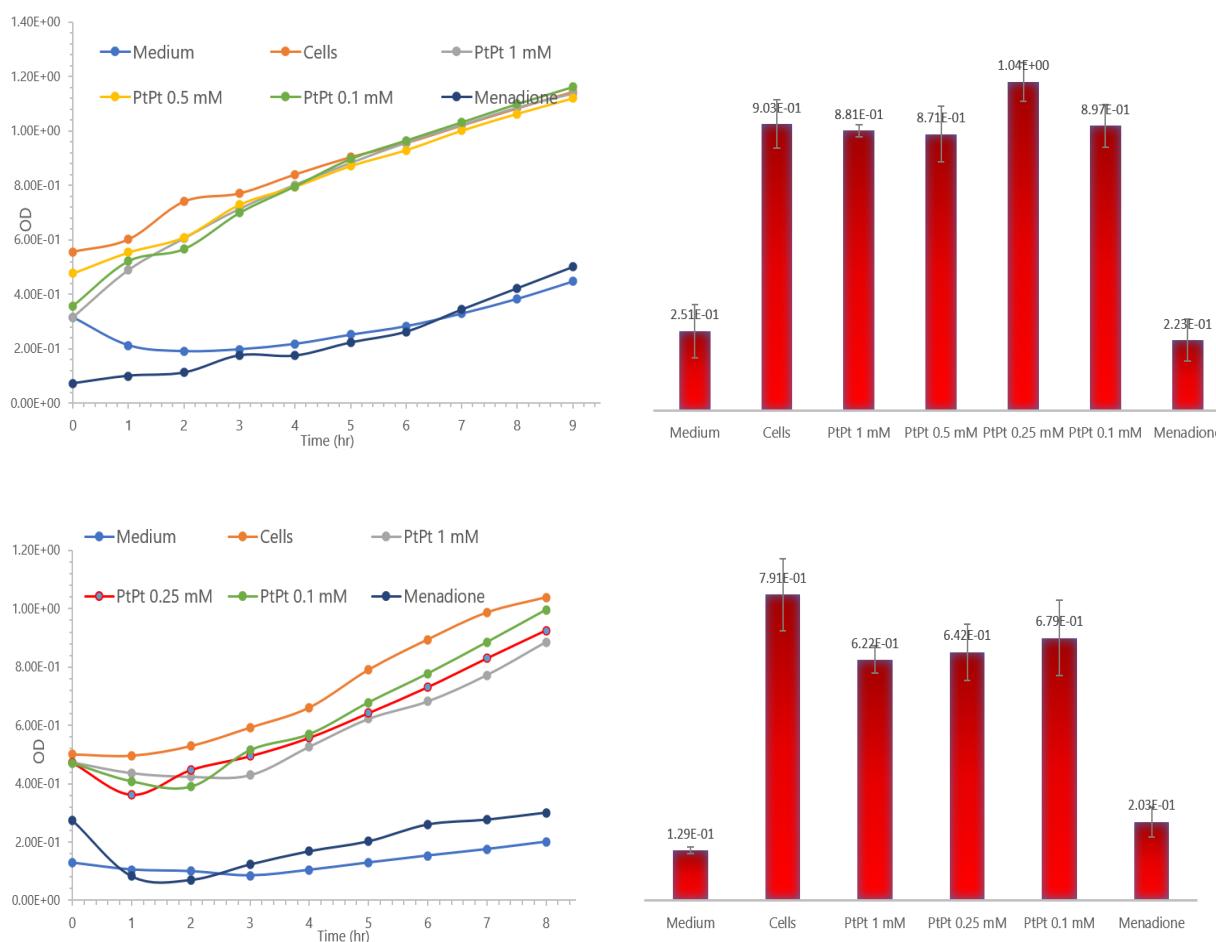 1.40E+00
1.20E+00
1.00E+00
8.00E-01
6.00E-01
4.00E-01
2.00E-01
0.00E+00
OD
Medium Cells PtPt 1 mM
PtPt 0.5 mM PtPt 0.1 mM Menadione
0 1 2 3 4 5 6 7 8 9
Time (hr)
2.51E-01 9.03E-01 8.81E-01 8.71E-01 1.04E+00 8.97E-01 2.23E-01
Medium Cells PtPt 1 mM PtPt 0.5 mM PtPt 0.25 mM PtPt 0.1 mM Menadione
1.20E+00
1.00E+00
8.00E-01
6.00E-01
4.00E-01
2.00E-01
0.00E+00
OD
Medium Cells PtPt 1 mM
PtPt 0.25 mM PtPt 0.1 mM Menadione
0 1 2 3 4 5 6 7 8
Time (hr)
1.29E-01 7.91E-01 6.22E-01 6.42E-01 6.79E-01 2.03E-01
Medium Cells PtPt 1 mM PtPt 0.25 mM PtPt 0.1 mM Menadione